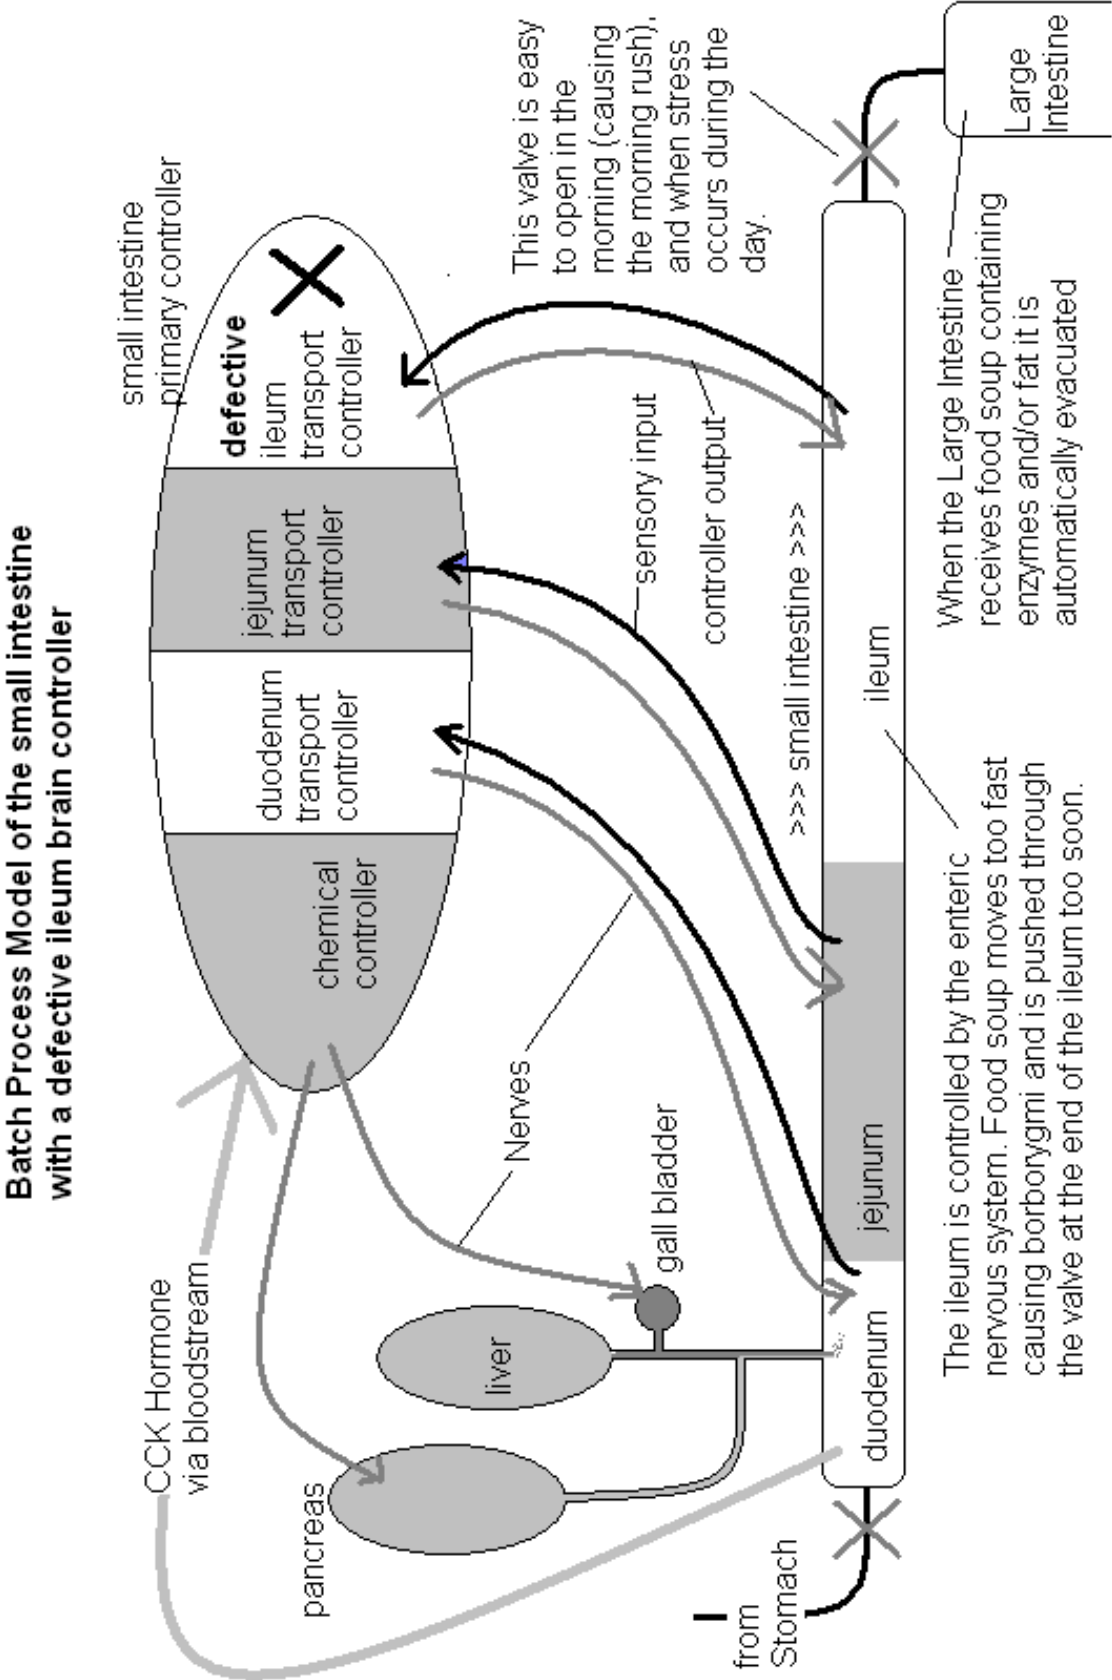 Batch Process Model of the small intestine
with a defective ileum brain controller
small intestine
primary controller
CCK Hormone
via bloodstream
chemical
controller
duodenum
transport
controller
jejunum
transport
controller
defective
ileum
transport
controller
pancreas
liver
gall bladder
Nerves
sensory input
controller output
This valve is easy
to open in the
morning (causing
the morning rush),
and when stress
occurs during the
day.
>>> small intestine >>>
from
Stomach
duodenum
jejunum
ileum
Large
Intestine
The ileum is controlled by the enteric
nervous system. Food soup moves too fast
causing borborygmi and is pushed through
the valve at the end of the ileum too soon.
When the Large Intestine
receives food soup containing
enzymes and/or fat it is
automatically evacuated